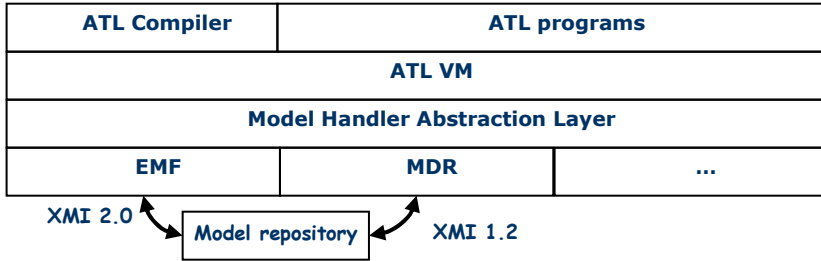 ATL Compiler
ATL programs
ATL VM
Model Handler Abstraction Layer
EMF
MDR
...
XMI 2.0
Model repository
XMI 1.2